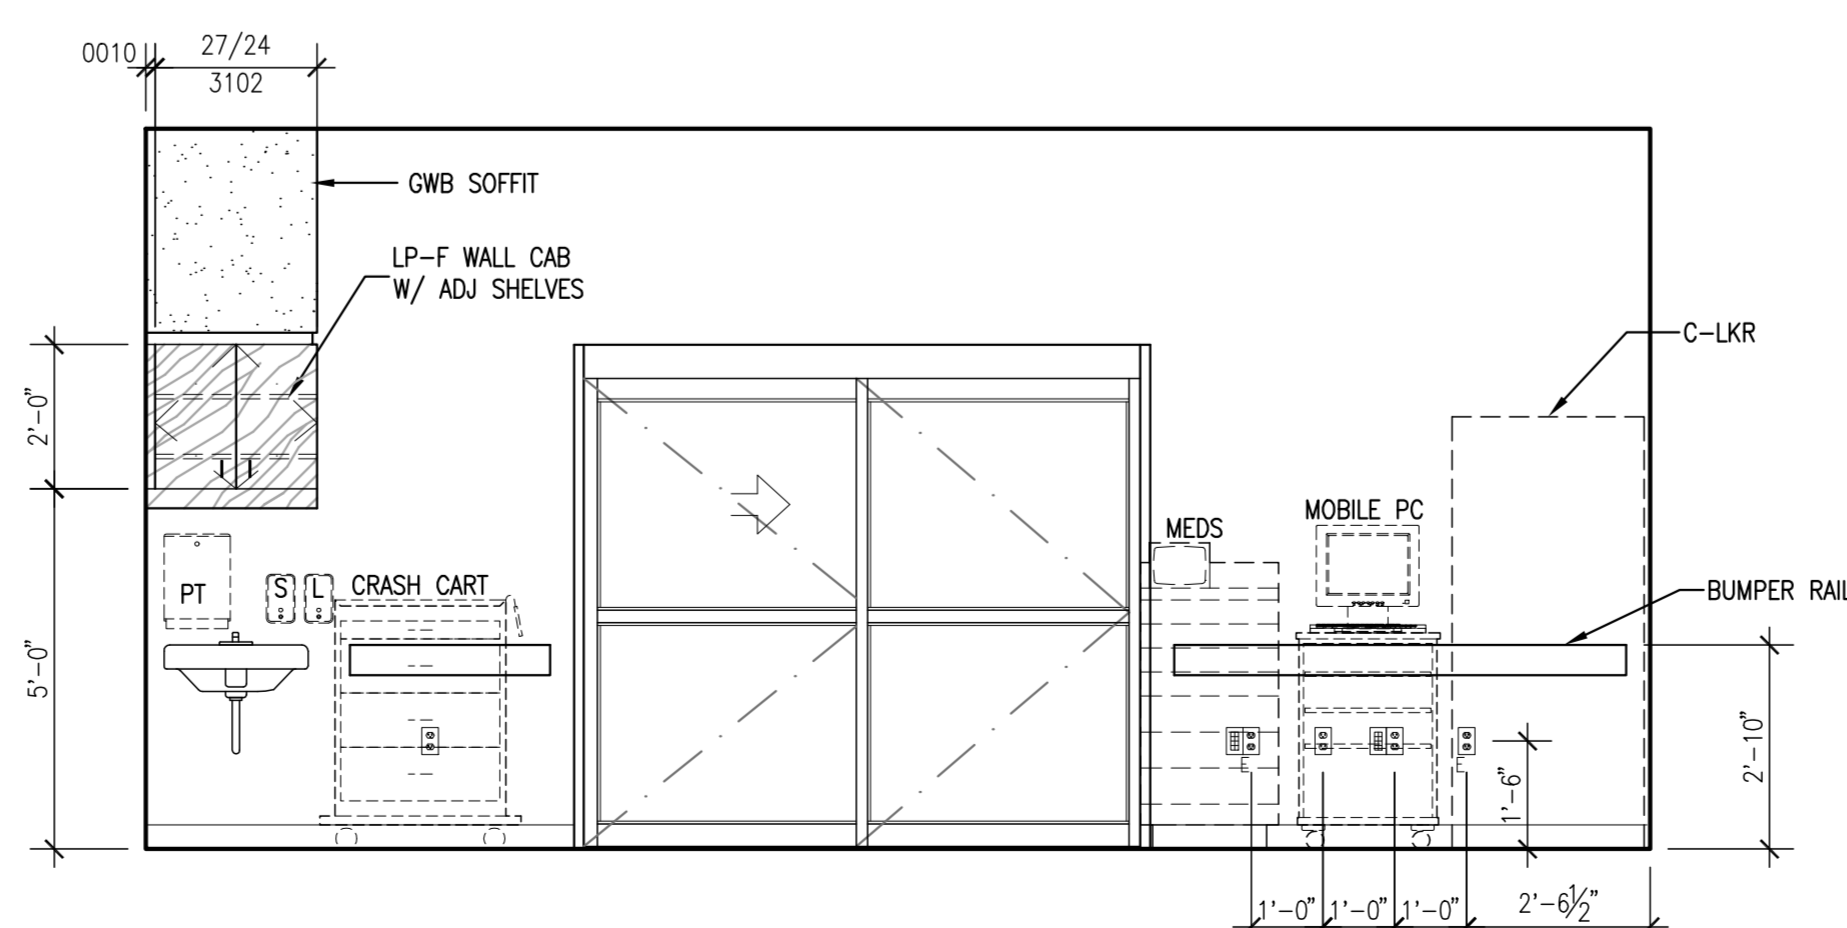 0010
27/24
3102
GWB SOFFIT
LP-F WALL CAB
W/ ADJ SHELVES
C-LKR
2'-0"
MOBILE PC
MEDS
PT
S
L
CRASH CART
BUMPER RAIL
5'-0"
2'-10"
1'-6"
1'-0"
1'-0"
1'-0"
2'-6½"